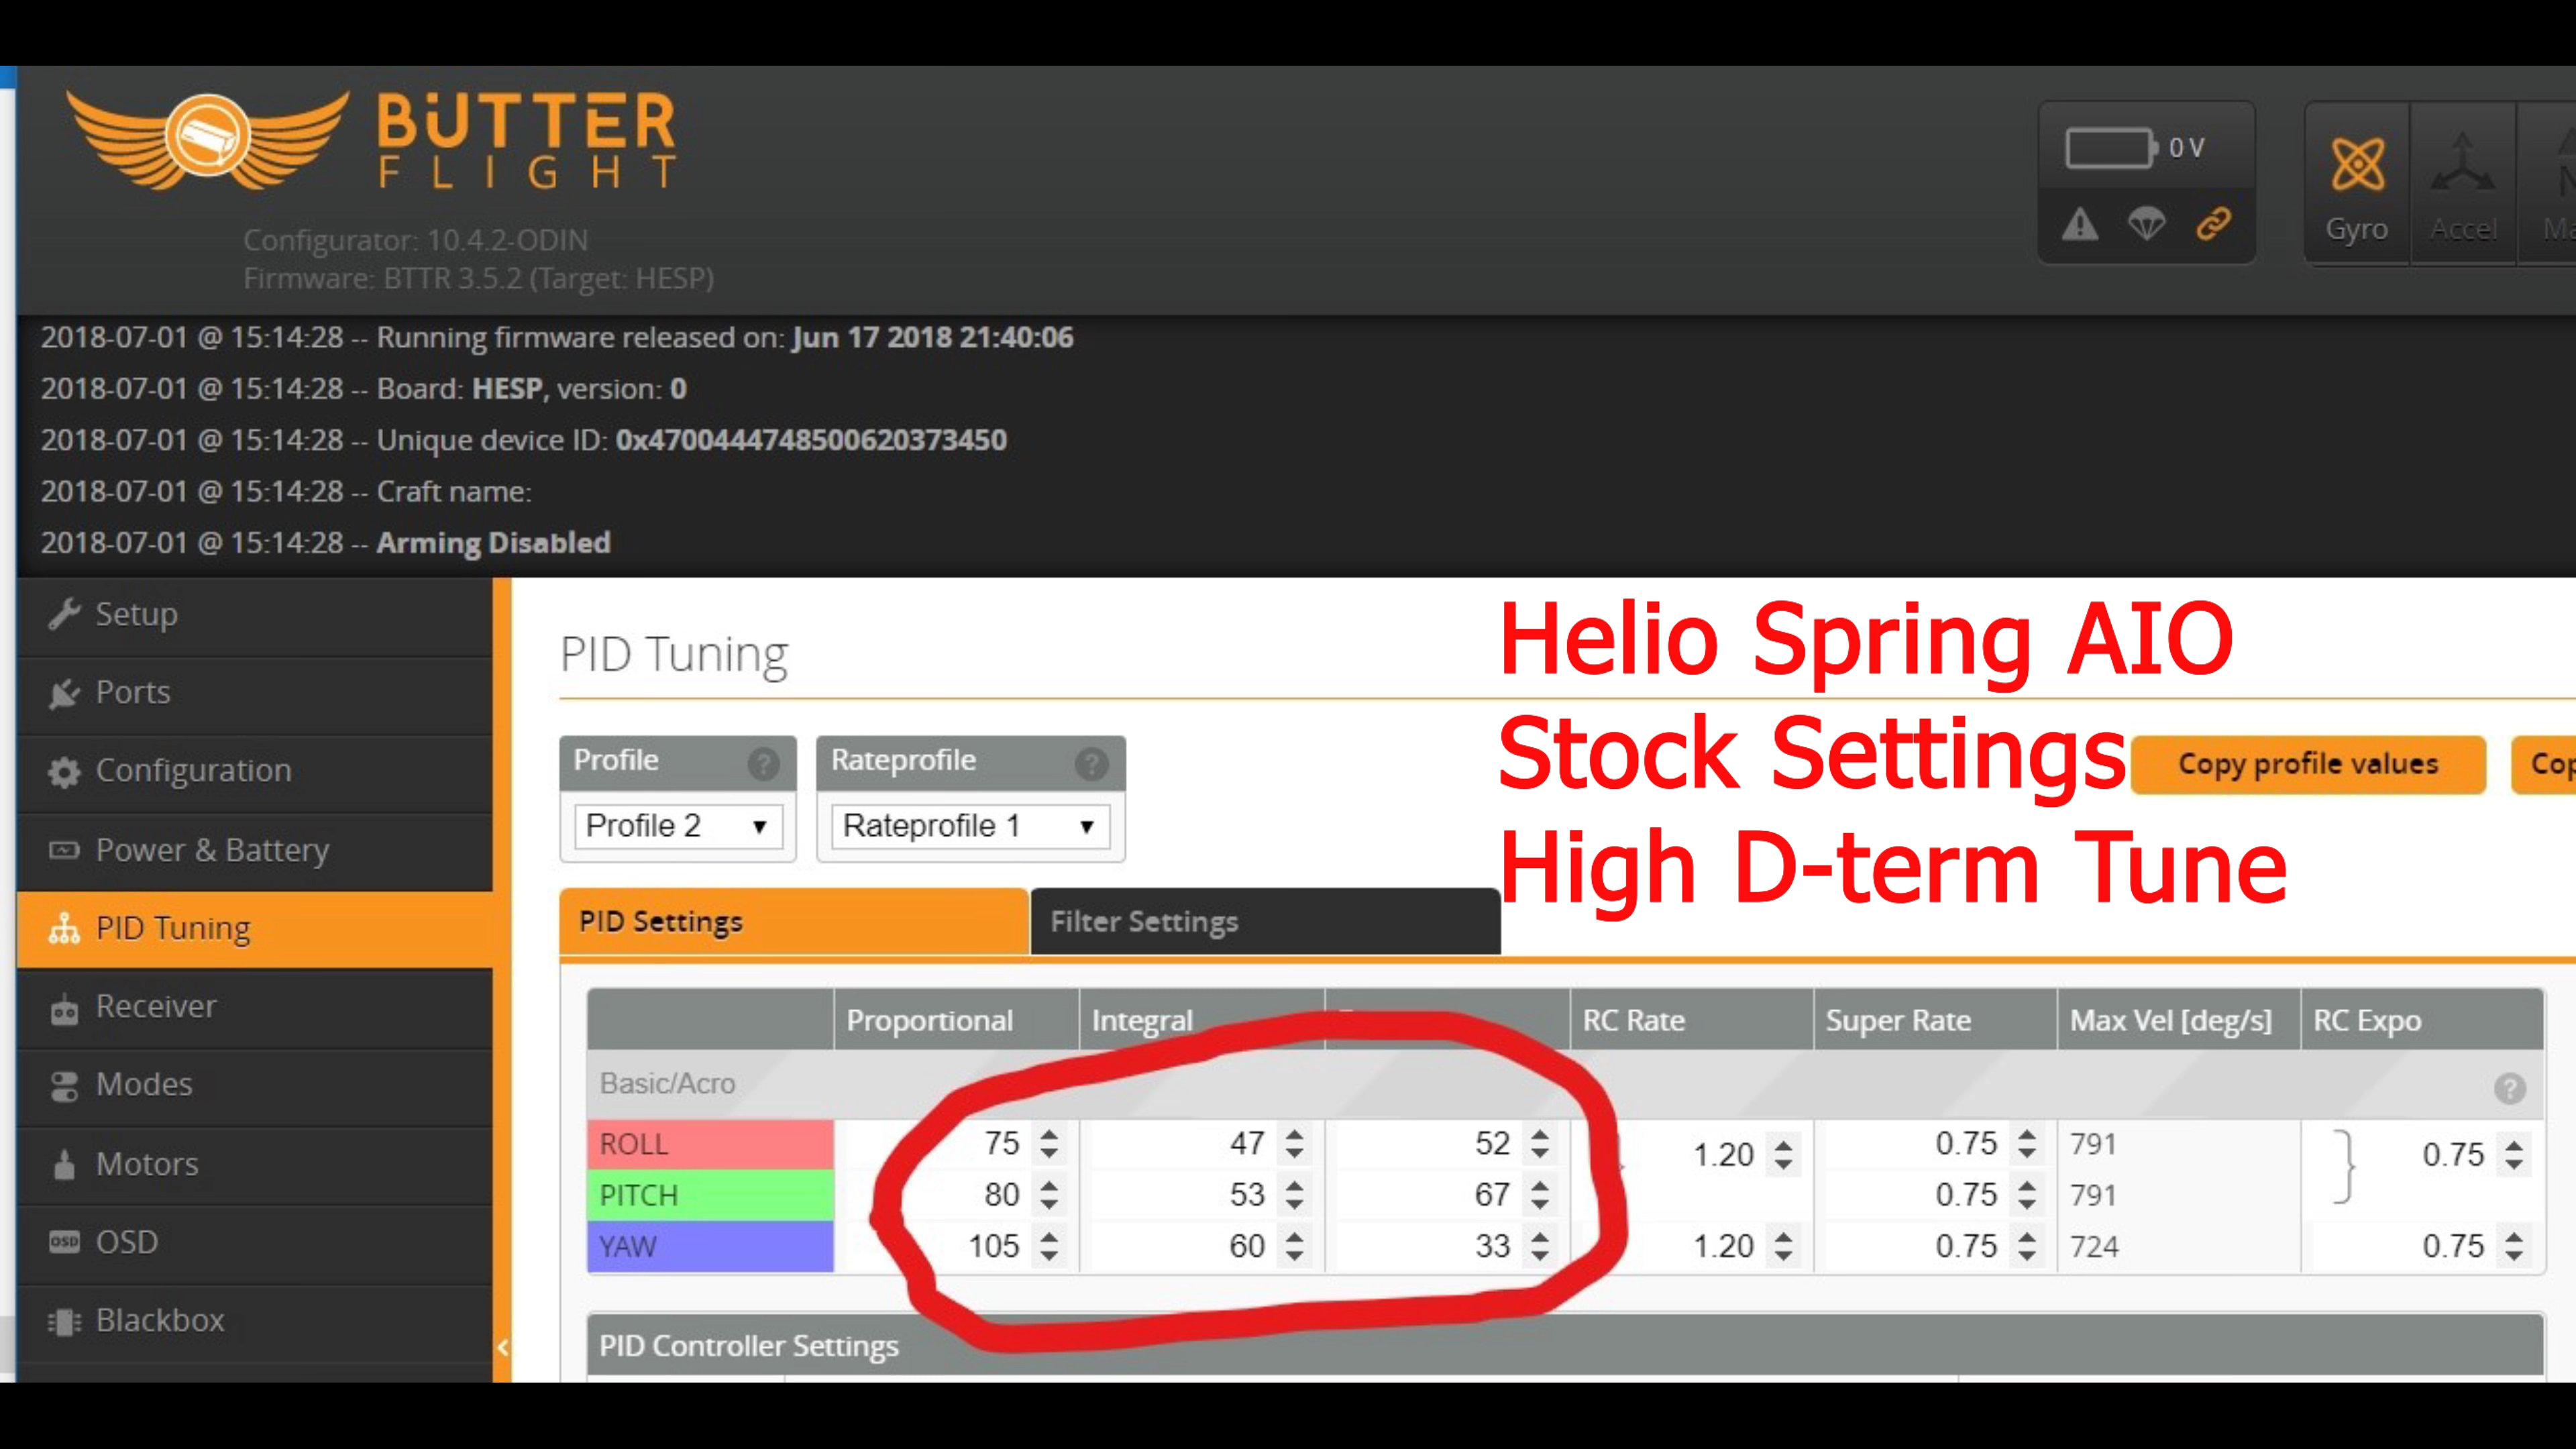 BUTTER
FLIGHT
Configurator: 10.4.2-ODIN
Firmware: BTTR 3.5.2 (Target: HESP)
0 V
Gyro
Accel
2018-07-01 @ 15:14:28 -- Running firmware released on: Jun 17 2018 21:40:06
2018-07-01 @ 15:14:28 -- Board: HESP, version: 0
2018-07-01 @ 15:14:28 -- Unique device ID: 0x4700444748500620373450
2018-07-01 @ 15:14:28 -- Craft name:
2018-07-01 @ 15:14:28 -- Arming Disabled
Setup
Ports
Configuration
Power & Battery
PID Tuning
Receiver
Modes
Motors
OSD
OSD
Blackbox
PID Tuning
Helio Spring AIO
Stock Settings
High D-term Tune
Profile ?
Rateprofile ?
Profile 2
Rateprofile 1
Copy profile values
PID Settings
Filter Settings
Proportional Integral RC Rate Super Rate Max Vel [deg/s] RC Expo
Basic/Acro ?
ROLL 75 47 52 1.20 0.75 791 0.75
PITCH 80 53 67 0.75 791
YAW 105 60 33 1.20 0.75 724 0.75
PID Controller Settings